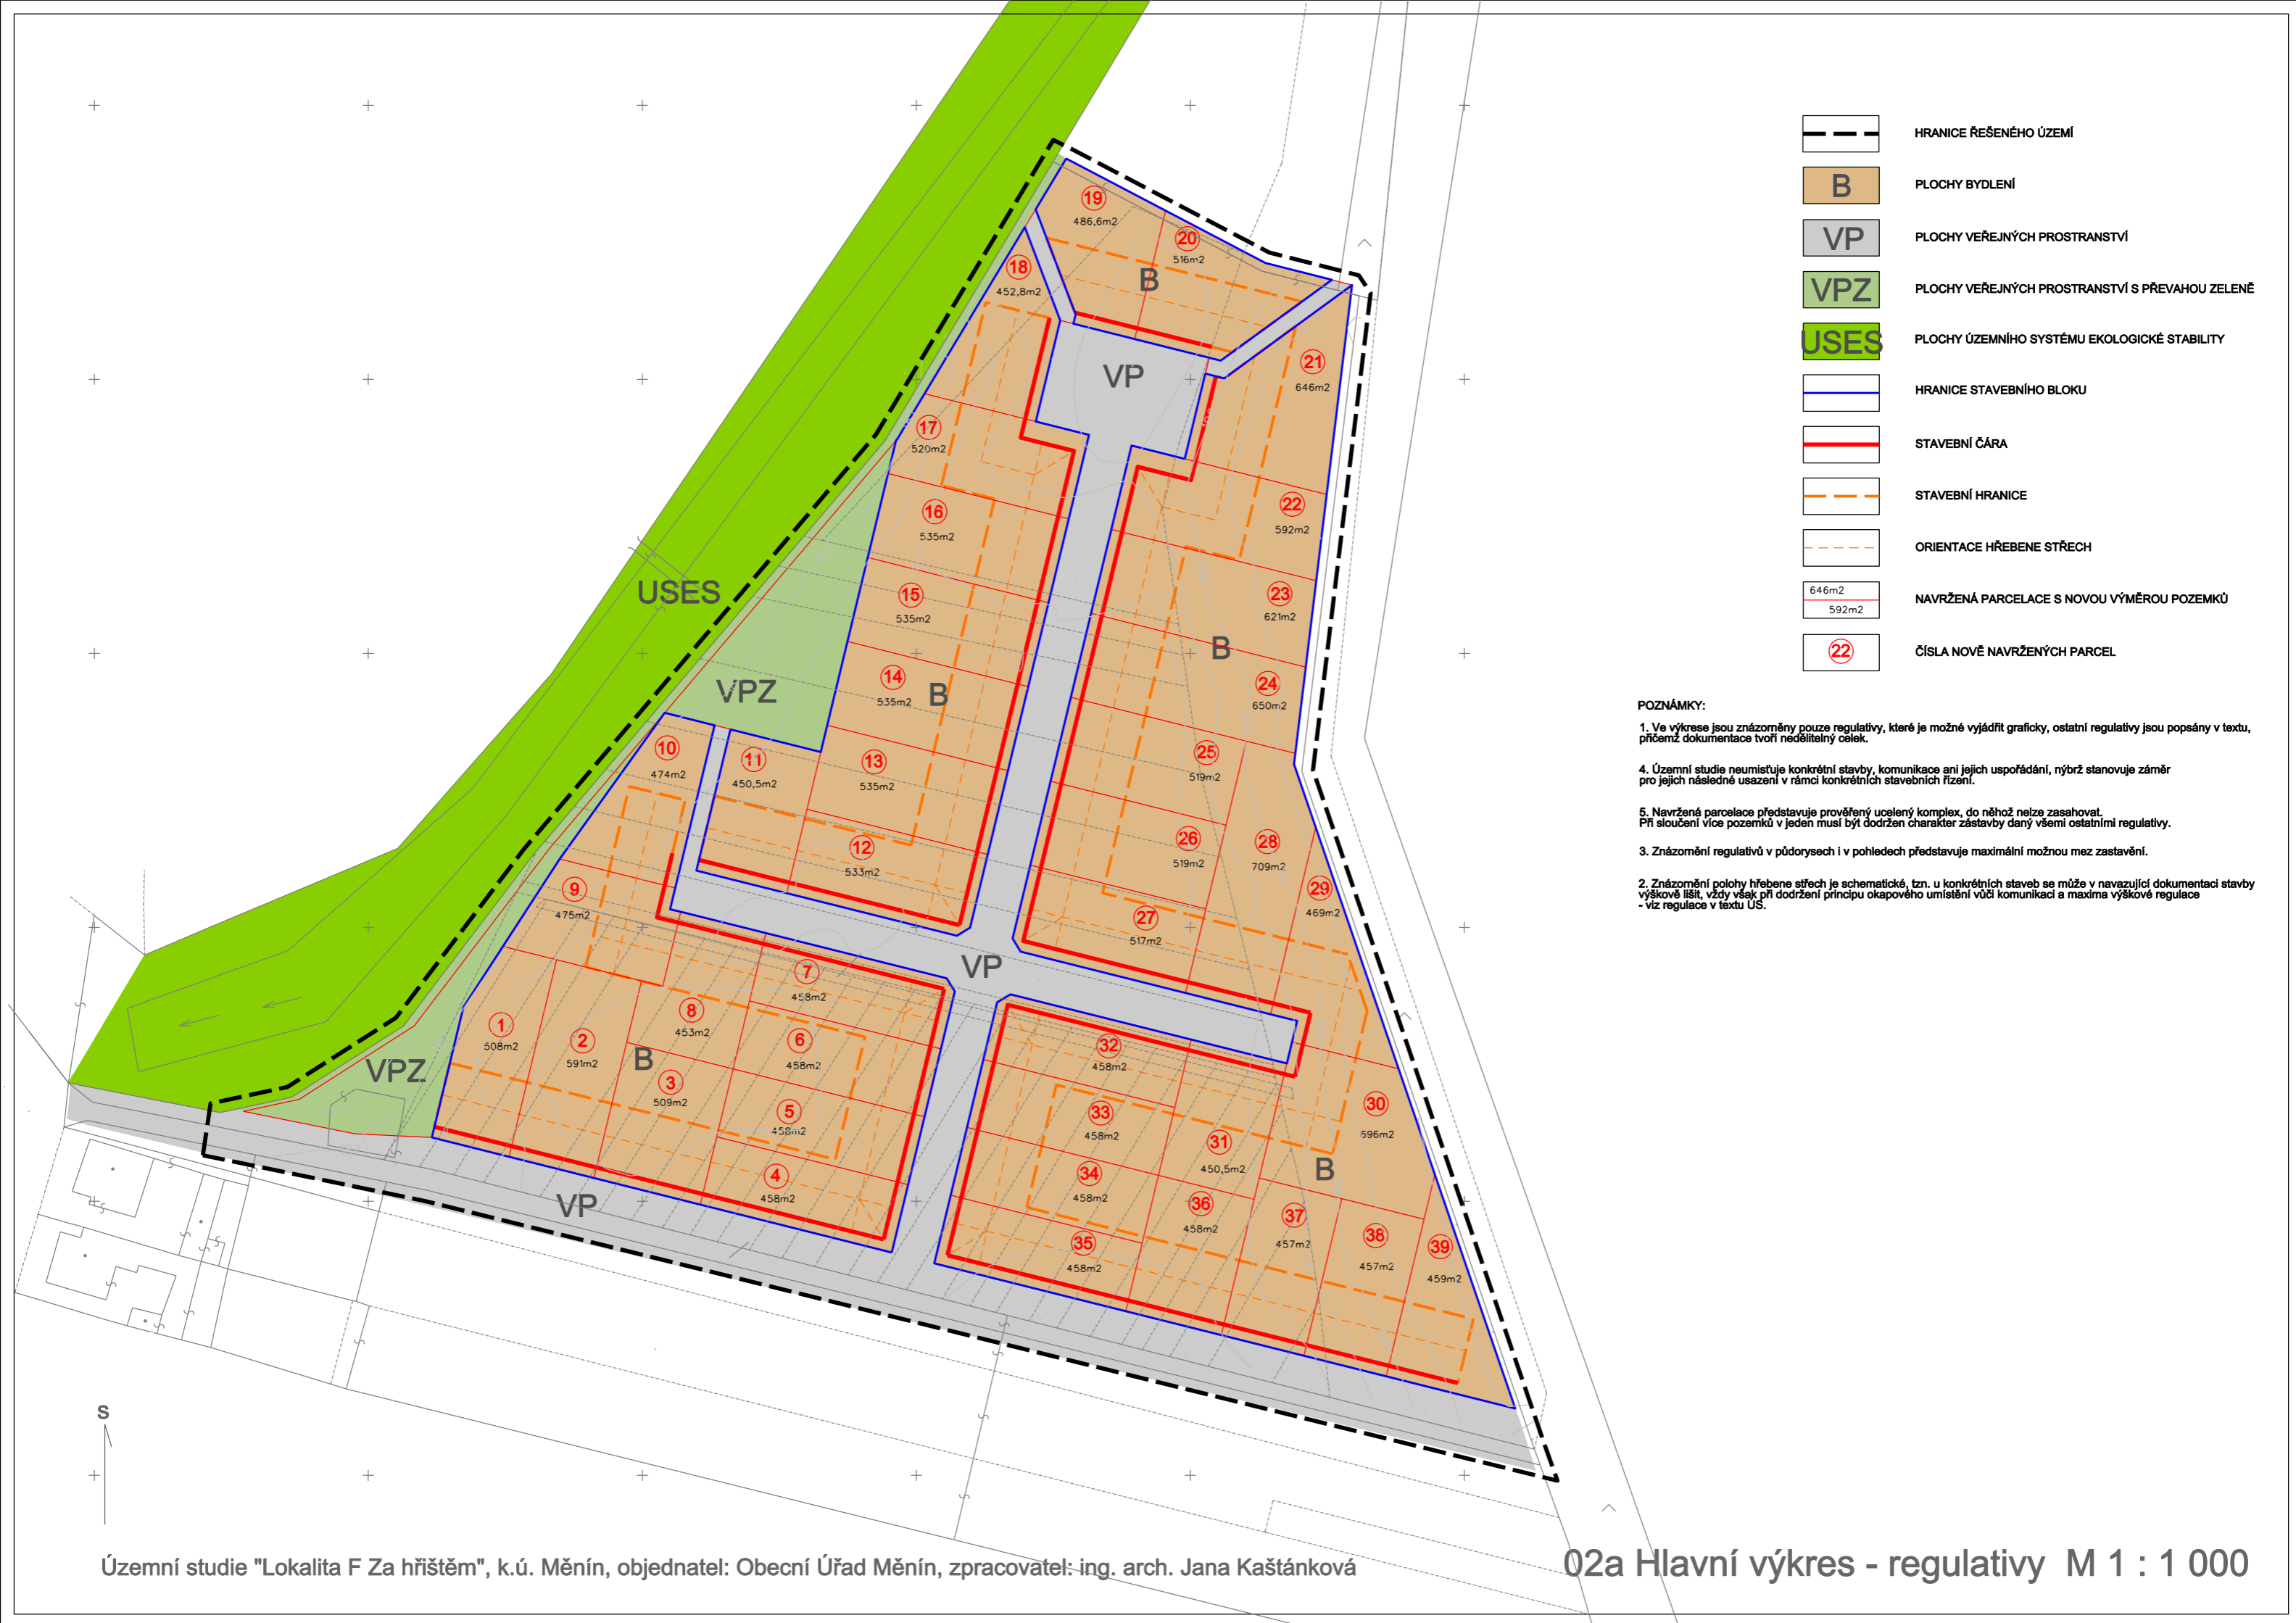 19
486,6m2
20
516m2
B
18
452,8m2
21
646m2
VP
17
520m2
22
592m2
16
535m2
USES
15
535m2
23
621m2
B
14
535m2
B
24
650m2
VPZ
10
474m2
11
450,5m2
13
535m2
25
519m2
12
533m2
26
519m2
28
709m2
9
475m2
29
469m2
27
517m2
VP
7
458m2
8
453m2
1
508m2
2
591m2
6
458m2
B
3
509m2
5
458m2
4
458m2
VPZ
VP
32
458m2
33
458m2
31
450,5m2
30
596m2
34
458m2
B
36
458m2
35
458m2
37
457m2
38
457m2
39
459m2
HRANICE ŘEŠENÉHO ÚZEMÍ
B PLOCHY BYDLENÍ
VP PLOCHY VEŘEJNÝCH PROSTRANSTVÍ
VPZ PLOCHY VEŘEJNÝCH PROSTRANSTVÍ S PŘEVAHOU ZELENĚ
USES PLOCHY ÚZEMNÍHO SYSTÉMU EKOLOGICKÉ STABILITY
HRANICE STAVEBNÍHO BLOKU
STAVEBNÍ ČÁRA
STAVEBNÍ HRANICE
ORIENTACE HŘEBENE STŘECH
646m2
592m2
NAVRŽENÁ PARCELACE S NOVOU VÝMĚROU POZEMKŮ
22 ČÍSLA NOVĚ NAVRŽENÝCH PARCEL
POZNÁMKY:
1. Ve výkrese jsou znázorněny pouze regulativy, které je možné vyjádřit graficky, ostatní regulativy jsou popsány v textu,
přičemž dokumentace tvoří nedělitelný celek.
4. Územní studie neumisťuje konkrétní stavby, komunikace ani jejich uspořádání, nýbrž stanovuje záměr
pro jejich následné usazení v rámci konkrétních stavebních řízení.
5. Navržená parcelace představuje prověřený ucelený komplex, do něhož nelze zasahovat.
Při sloučení více pozemků v jeden musí být dodržen charakter zástavby daný všemi ostatními regulativy.
3. Znázornění regulativů v půdorysech i v pohledech představuje maximální možnou mez zastavění.
2. Znázornění polohy hřebene střech je schematické, tzn. u konkrétních staveb se může v navazující dokumentaci stavby
výškově lišit, vždy však při dodržení principu okapového umístění vůči komunikaci a maxima výškové regulace
- viz regulace v textu ÚS.
S
Územní studie "Lokalita F Za hřištěm", k.ú. Měnín, objednatel: Obecní Úřad Měnín, zpracovatel: ing. arch. Jana Kaštánková
02a Hlavní výkres - regulativy M 1 : 1 000